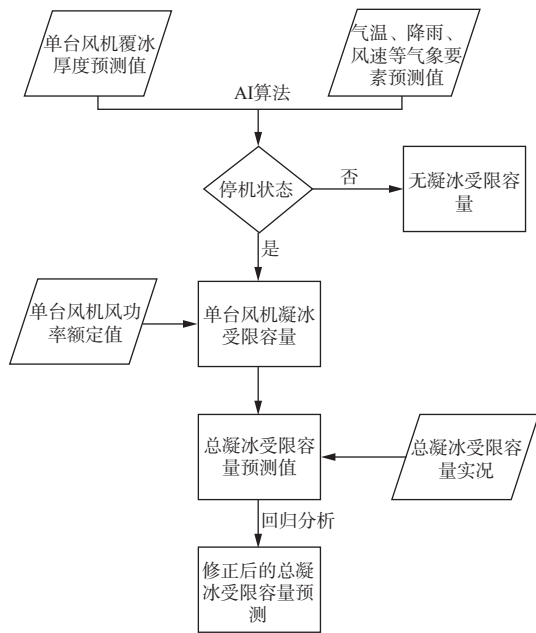 单台风机覆冰
厚度预测值
气温、降雨、
风速等气象要
素预测值
AI算法
停机状态
否
无凝冰受限容
量
是
单台风机风功
率额定值
单台风机凝冰
受限容量
总凝冰受限容
量预测值
总凝冰受限容
量实况
回归分析
修正后的总凝
冰受限容量预
测